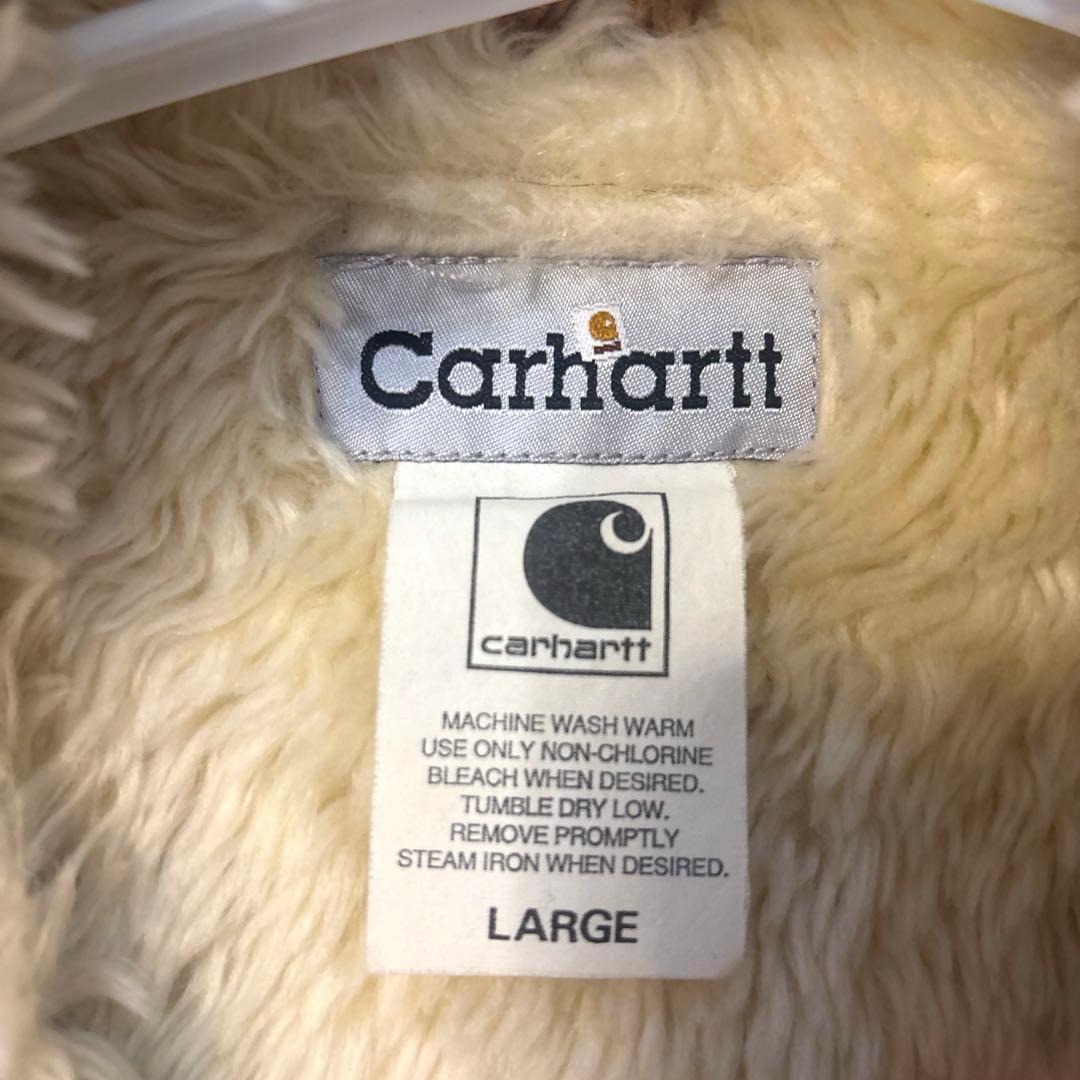 Carhartt
carhartt
MACHINE WASH WARM
USE ONLY NON-CHLORINE
BLEACH WHEN DESIRED.
TUMBLE DRY LOW.
REMOVE PROMPTLY
STEAM IRON WHEN DESIRED.
LARGE